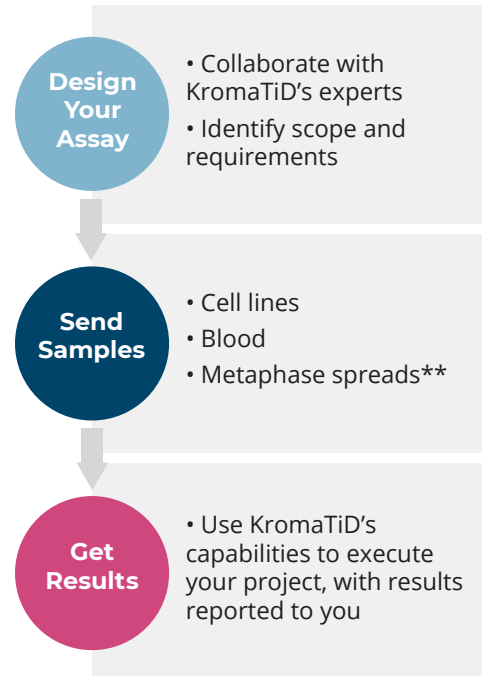 Design
Your
Assay
• Collaborate with
KromaTiD’s experts
• Identify scope and
requirements
Send
Samples
• Cell lines
• Blood
• Metaphase spreads**
Get
Results
• Use KromaTiD’s
capabilities to execute
your project, with results
reported to you